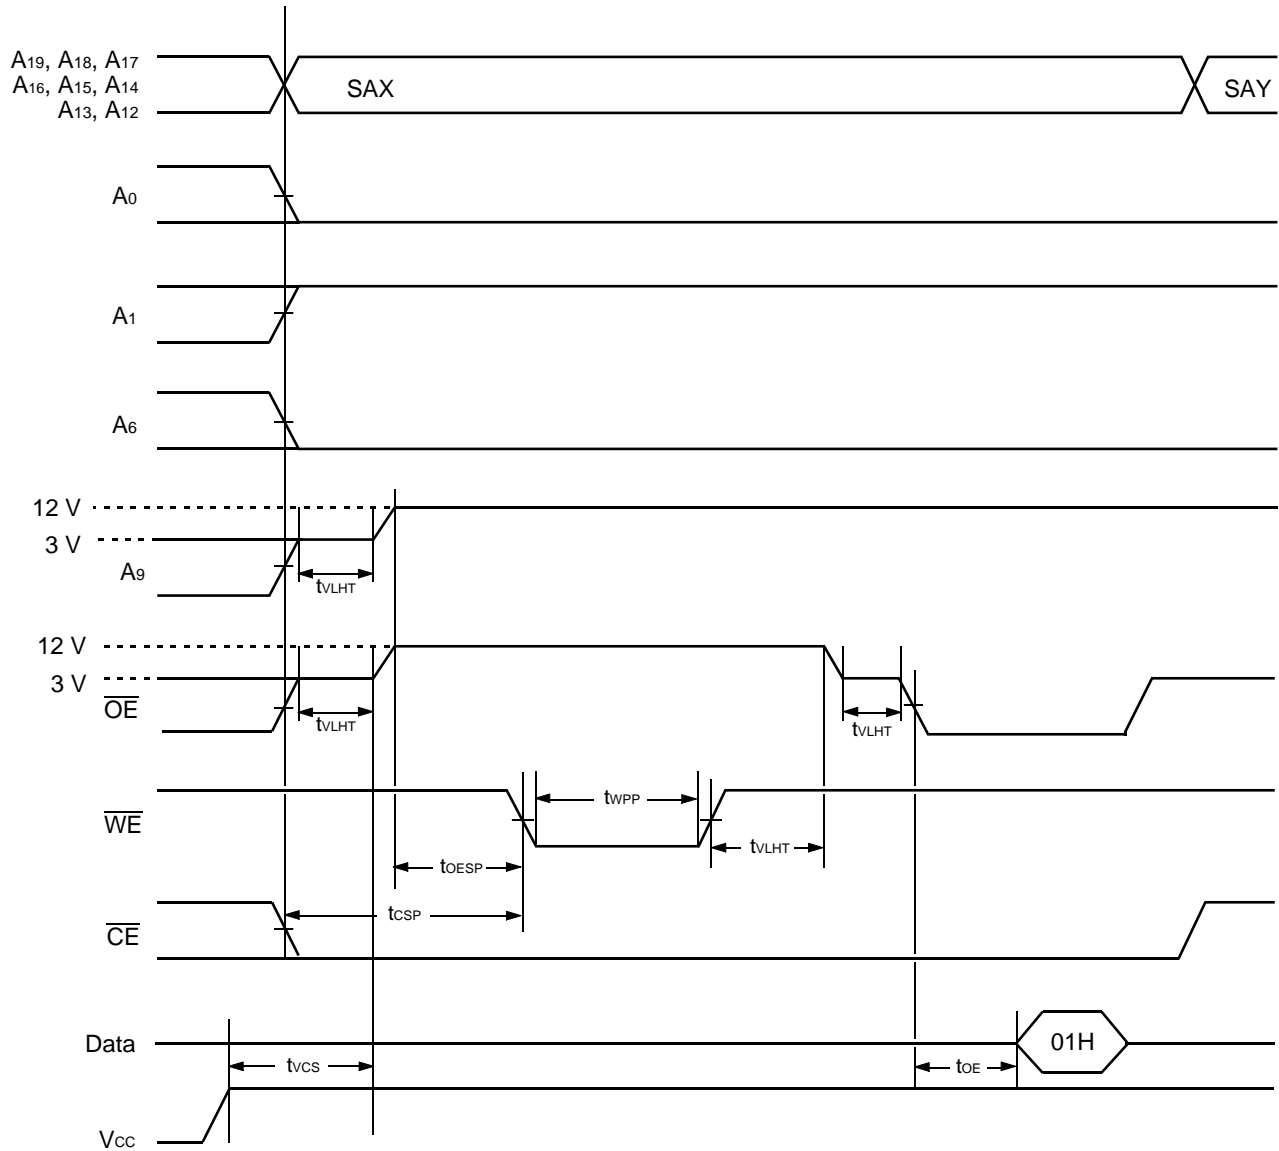 A19, A18, A17
A16, A15, A14
A13, A12
SAX
SAY
A0
A1
A6
12 V
3 V
A9
tVLHT
12 V
3 V
OE
tVLHT
tVLHT
WE
tWPP
tVLHT
tOESP
tCSP
CE
Data
01H
tVCS
tOE
VCC